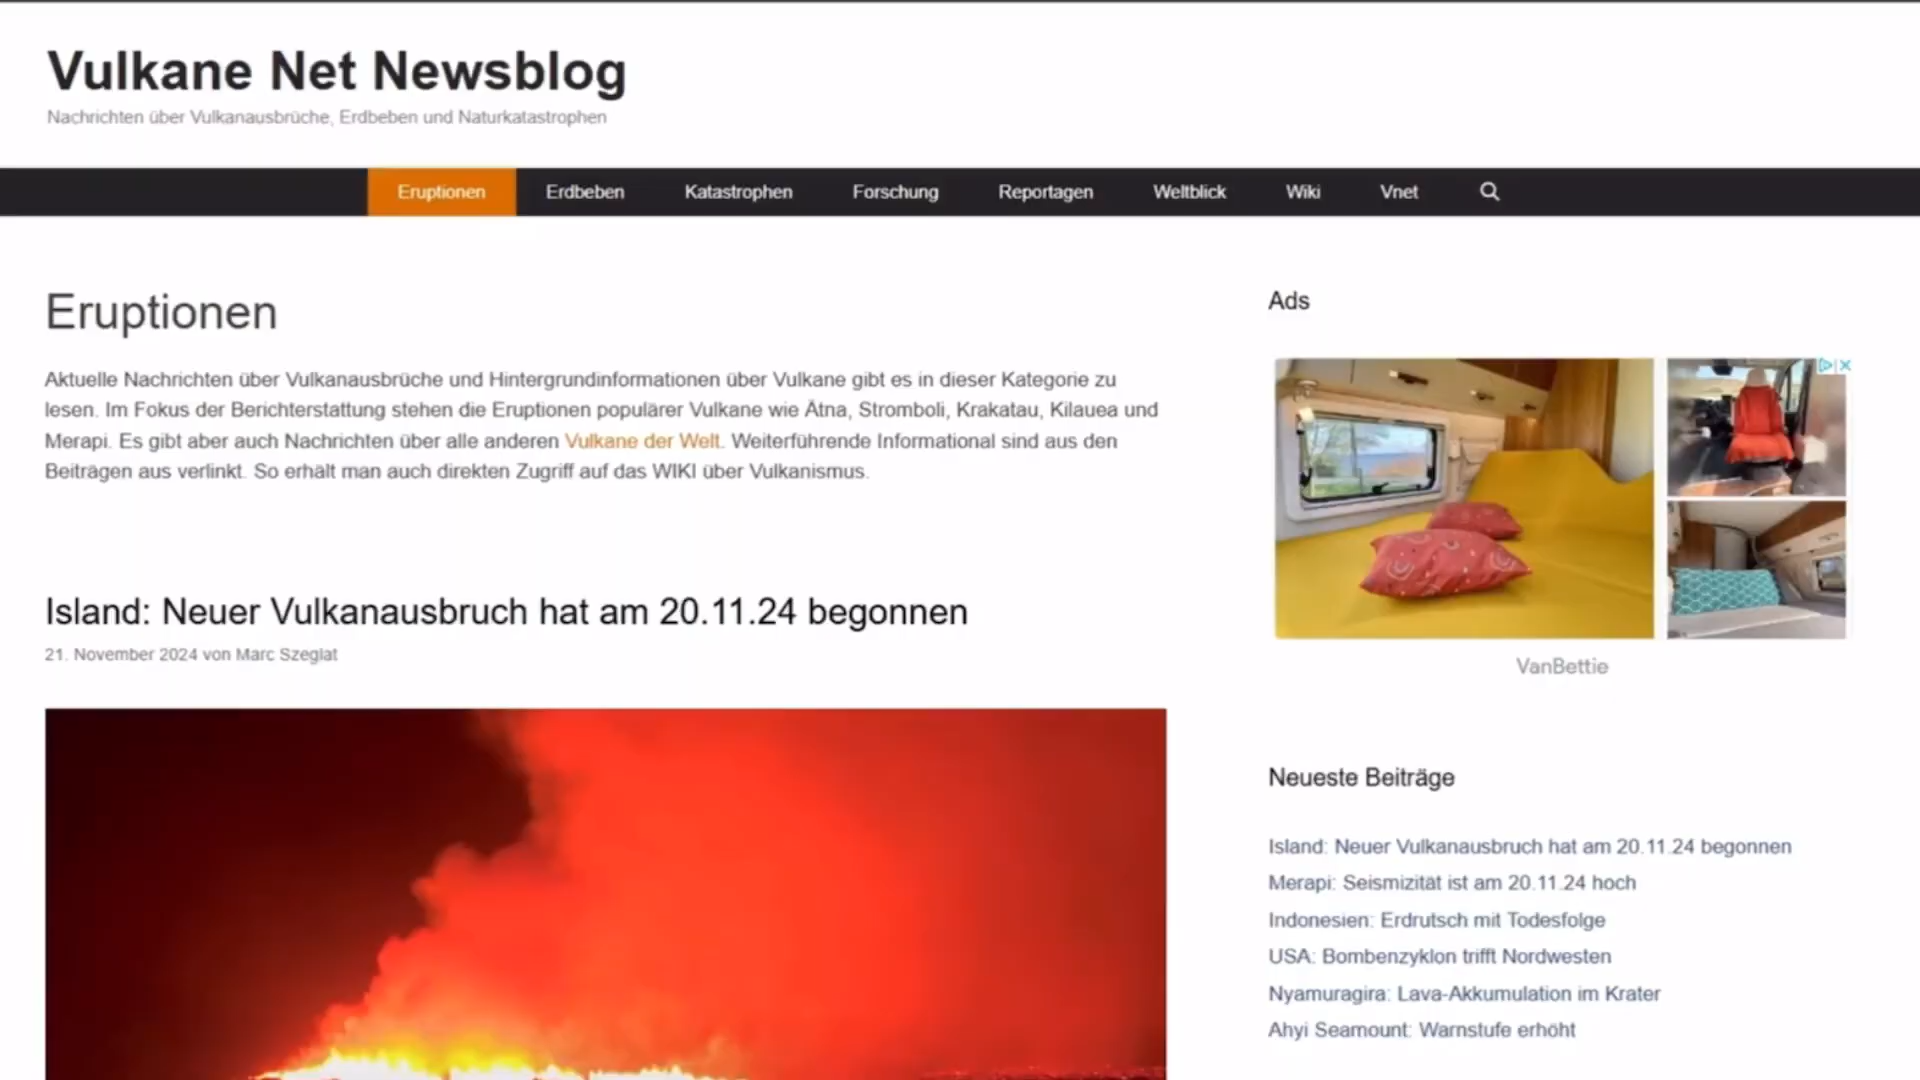 Vulkane Net Newsblog
Nachrichten über Vulkanausbrüche, Erdbeben und Naturkatastrophen
Eruptionen Erdbeben Katastrophen Forschung Reportagen Weltblick Wiki Vnet
Eruptionen
Aktuelle Nachrichten über Vulkanausbrüche und Hintergrundinformationen über Vulkane gibt es in dieser Kategorie zu
lesen. Im Fokus der Berichterstattung stehen die Eruptionen populärer Vulkane wie Ätna, Stromboli, Krakatau, Kilauea und
Merapi. Es gibt aber auch Nachrichten über alle anderen Vulkane der Welt. Weiterführende Informational sind aus den
Beiträgen aus verlinkt. So erhält man auch direkten Zugriff auf das WIKI über Vulkanismus.
Island: Neuer Vulkanausbruch hat am 20.11.24 begonnen
21. November 2024 von Marc Szeglat
Ads
VanBettie
Neueste Beiträge
Island: Neuer Vulkanausbruch hat am 20.11.24 begonnen
Merapi: Seismizität ist am 20.11.24 hoch
Indonesien: Erdrutsch mit Todesfolge
USA: Bombenzyklon trifft Nordwesten
Nyamuragira: Lava-Akkumulation im Krater
Ahyi Seamount: Warnstufe erhöht